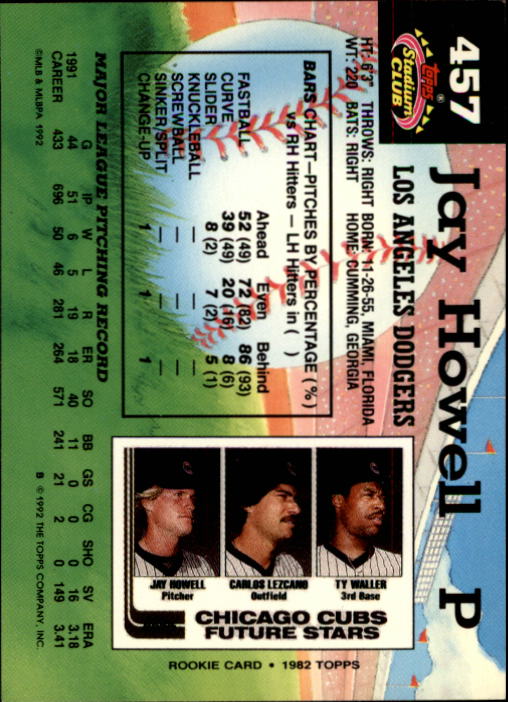 457
topps®
Stadium
CLUB
Jay Howell P
LOS ANGELES DODGERS
HT: 6'2" THROWS: RIGHT BORN: 11-26-55, MIAMI, FLORIDA
WT: 220 BATS: RIGHT HOME: CUMMING, GEORGIA
BARS CHART—PITCHES BY PERCENTAGE (%)
vs RH Hitters — LH Hitters in ( )
Ahead Even Behind
FASTBALL 52 (49) 72 (82) 86 (93)
CURVE 39 (49) 20 (16) 8 (6)
SLIDER 8 (2) 7 (2) 5 (1)
KNUCKLEBALL — — —
SCREWBALL — — —
SINKER/SPLIT — — —
CHANGE-UP 1 1 1
JAY HOWELL
Pitcher
CARLOS LEZCANO
Outfield
TY WALLER
3rd Base
CHICAGO CUBS
FUTURE STARS
ROOKIE CARD • 1982 TOPPS
MAJOR LEAGUE PITCHING RECORD
G IP W L R ER SO BB GS CG SHO SV ERA
1991 44 51 6 5 19 18 40 11 0 0 0 16 3.18
CAREER 433 696 50 46 281 264 571 241 21 2 0 149 3.41
©MLB & MLBPA 1992
B © 1992 THE TOPPS COMPANY, INC.